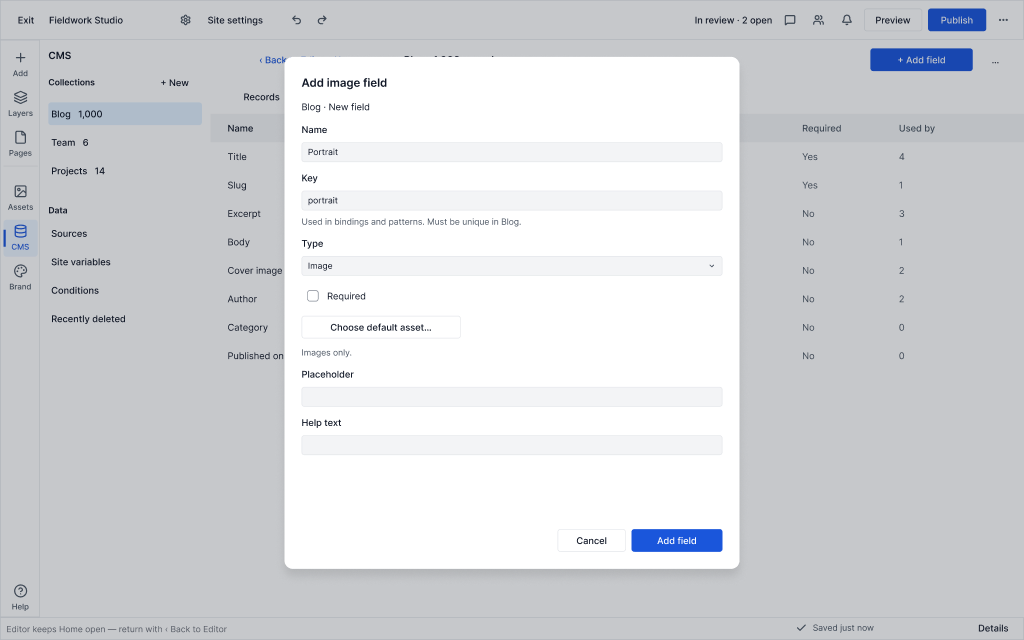 Exit Fieldwork Studio Site settings In review · 2 open Preview Publish
Add
Layers
Pages
Assets
CMS
Brand
Help
CMS
Collections + New
Blog 1,000
Team 6
Projects 14
Data
Sources
Site variables
Conditions
Recently deleted
‹ Back
+ Add field ...
Records
Name Required Used by
Title Yes 4
Slug Yes 1
Excerpt No 3
Body No 1
Cover image No 2
Author No 2
Category No 0
Published on No 0
Add image field
Blog · New field
Name
Portrait
Key
portrait
Used in bindings and patterns. Must be unique in Blog.
Type
Image
Required
Choose default asset...
Images only.
Placeholder
Help text
Cancel Add field
Editor keeps Home open — return with ‹ Back to Editor Saved just now Details